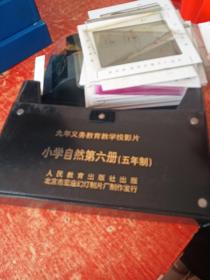 九年义务教育教学投影片
小学自然第六册(五年制)
人民教育出版社出版
北京市蓝海幻灯制片厂制作发行